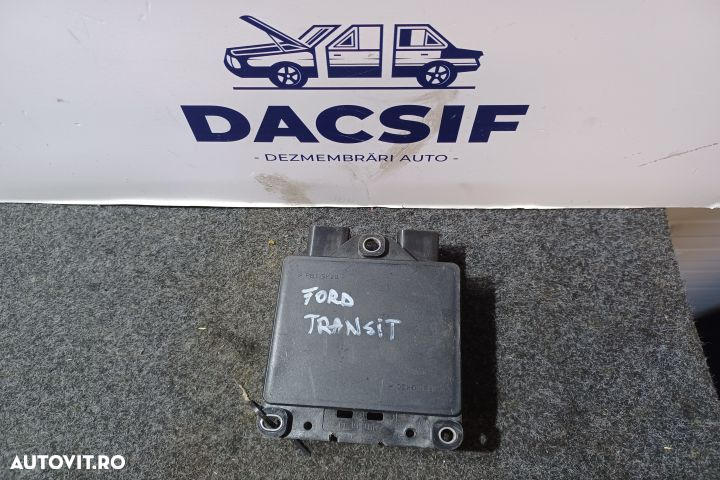 DACSIF
- DEZMEMBRĂRI AUTO -
FORD
TRANSIT
AUTOVIT.RO